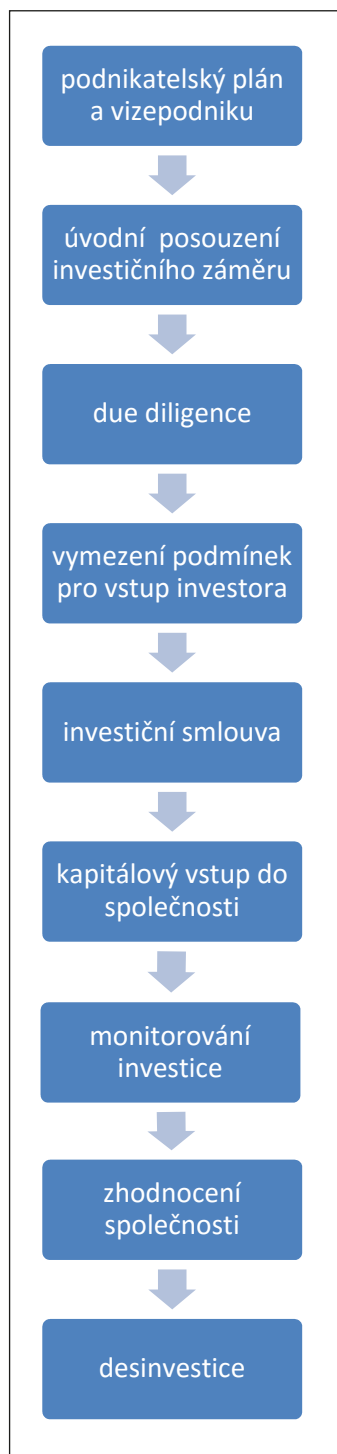 podnikatelský plán
a vizepodniku
úvodní posouzení
investičního záměru
due diligence
vymezení podmínek
pro vstup investora
investiční smlouva
kapitálový vstup do
společnosti
monitorování
investice
zhodnocení
společnosti
desinvestice